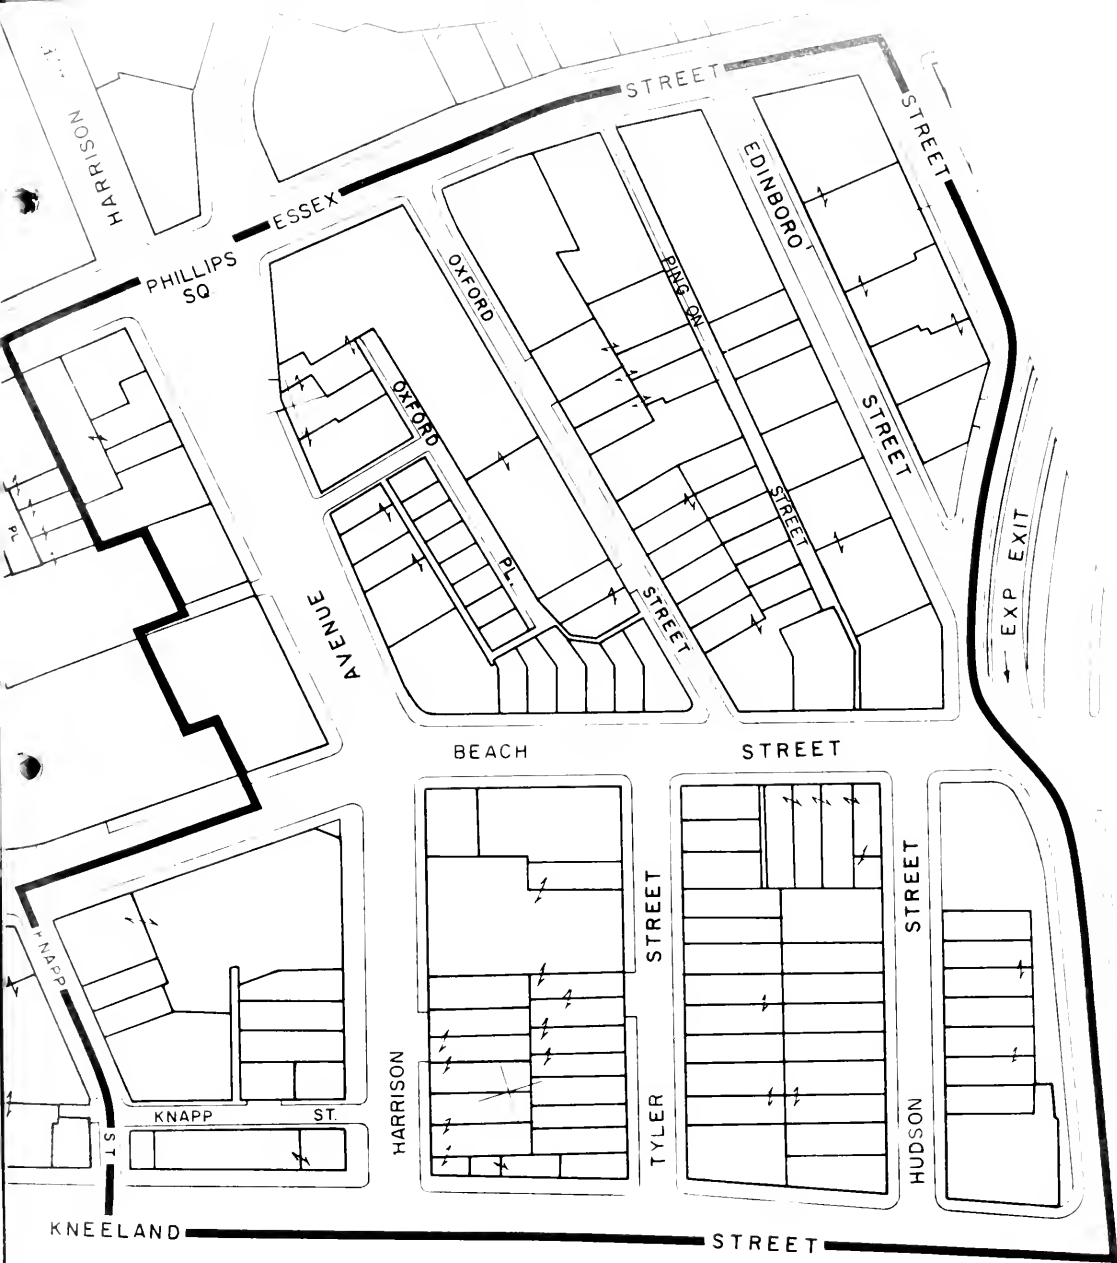 HARRISON
ESSEX STREET
STREET
PHILLIPS
SQ
EDINBORO'
STREET
OXFORD
STREET
PING ON
STREET
OXFORD
PL.
PL.
AVENUE
← EXP EXIT
BEACH STREET
KNAPP
ST.
KNAPP ST.
HARRISON
TYLER
STREET
HUDSON
STREET
KNEELAND STREET